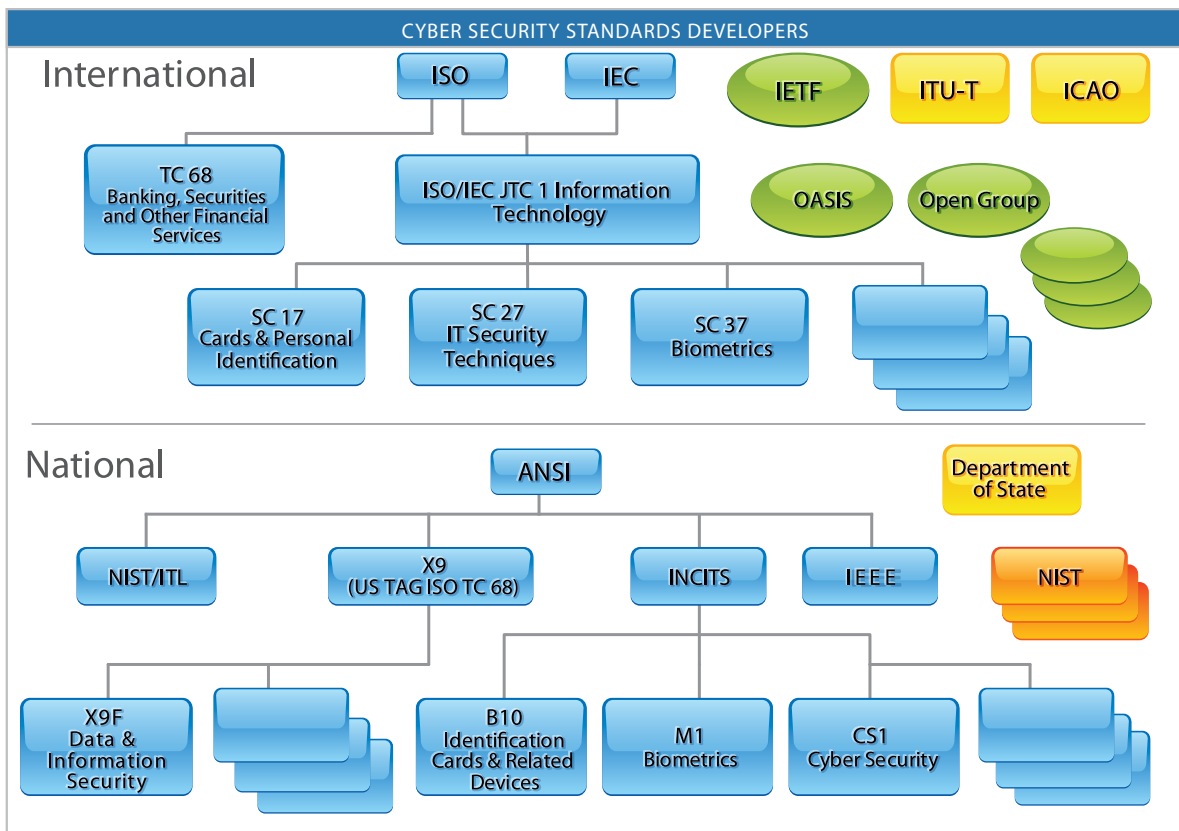 CYBER SECURITY STANDARDS DEVELOPERS
International
ISO
IEC
IETF
ITU-T
ICAO
TC 68
Banking, Securities
and Other Financial
Services
ISO/IEC JTC 1 Information
Technology
OASIS
Open Group
SC 17
Cards & Personal
Identification
SC 27
IT Security
Techniques
SC 37
Biometrics
National
ANSI
Department
of State
NIST/ITL
X9
(US TAG ISO TC 68)
INCITS
IEEE
NIST
X9F
Data &
Information
Security
B10
Identification
Cards & Related
Devices
M1
Biometrics
CS1
Cyber Security